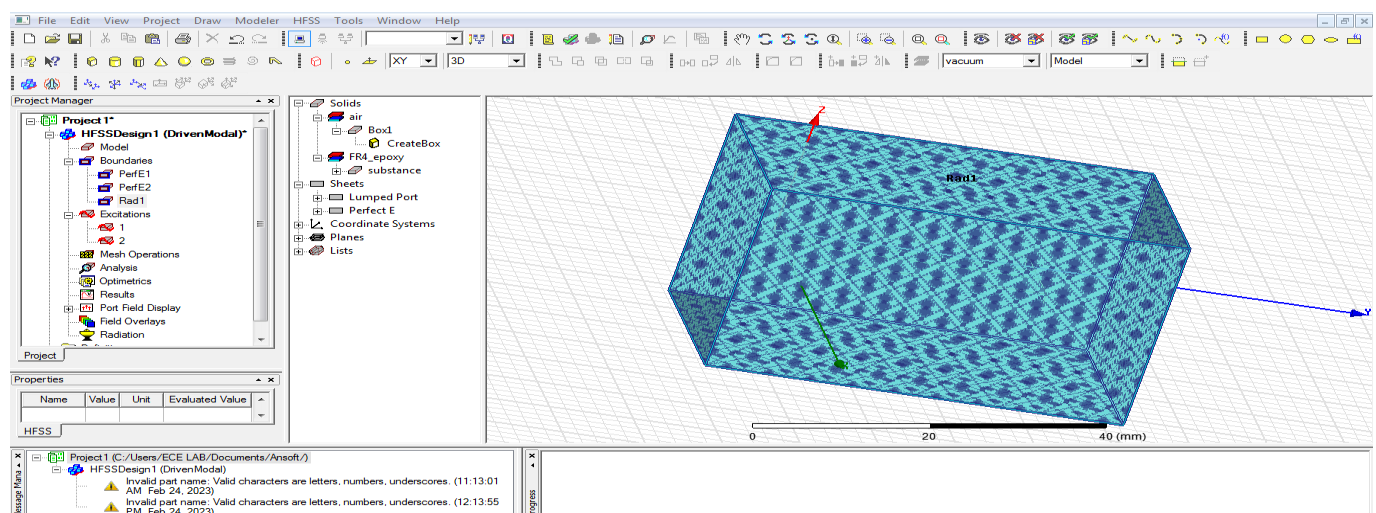 File Edit View Project Draw Modeler HFSS Tools Window Help
XY 3D vacuum Model
Project Manager
Project1*
HFSSDesign1 (DrivenModal)*
Model
Boundaries
PerfE1
PerfE2
Rad1
Excitations
1
2
Mesh Operations
Analysis
Optimetrics
Results
Port Field Display
Field Overlays
Radiation
Project
Properties
Name Value Unit Evaluated Value
HFSS
Solids
air
Box1
CreateBox
FR4_epoxy
substance
Sheets
Lumped Port
Perfect E
Coordinate Systems
Planes
Lists
Z
Rad1
Y
0 20 40 (mm)
Project1 (C:/Users/ECE LAB/Documents/Ansoft/)
HFSSDesign1 (DrivenModal)
Invalid part name: Valid characters are letters, numbers, underscores. (11:13:01
AM Feb 24, 2023)
Invalid part name: Valid characters are letters, numbers, underscores. (12:13:55
PM Feb 24, 2023)